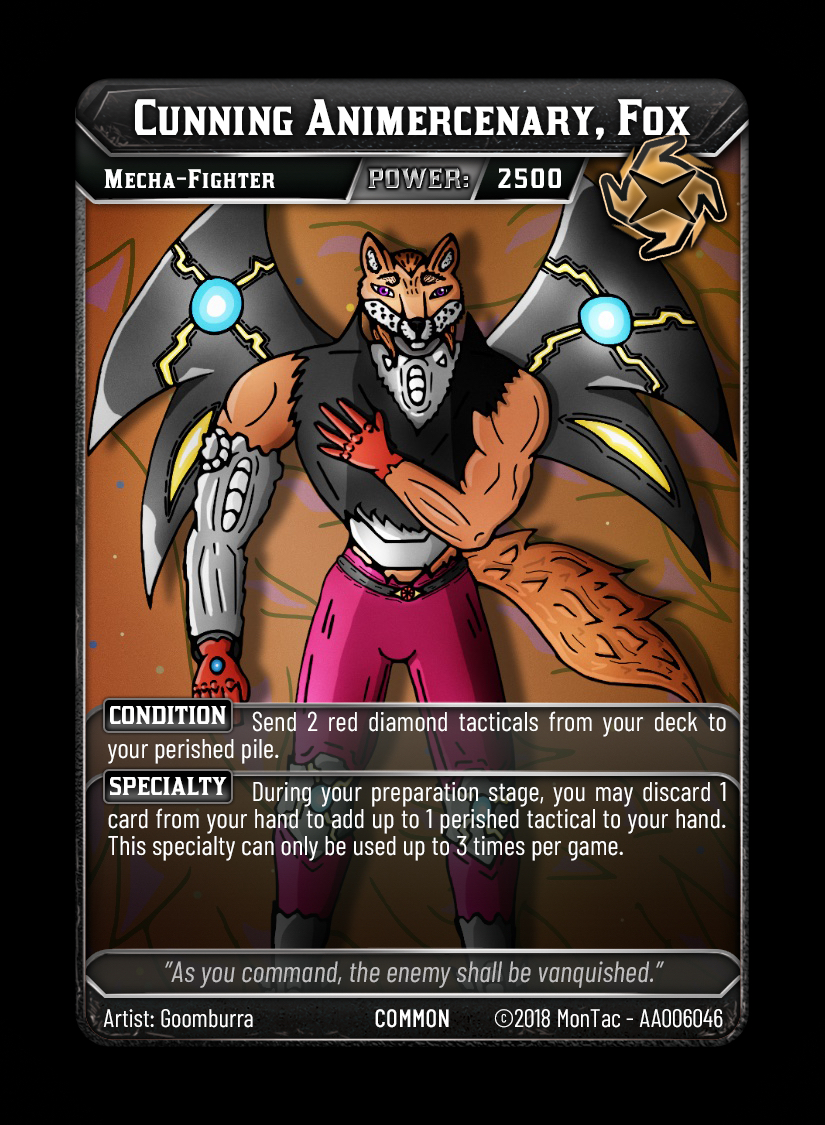 Cunning Animercenary, Fox
Mecha-Fighter POWER: 2500
CONDITION Send 2 red diamond tacticals from your deck to
your perished pile.
SPECIALTY During your preparation stage, you may discard 1
card from your hand to add up to 1 perished tactical to your hand.
This specialty can only be used up to 3 times per game.
"As you command, the enemy shall be vanquished."
Artist: Goomburra COMMON ©2018 MonTac - AA006046